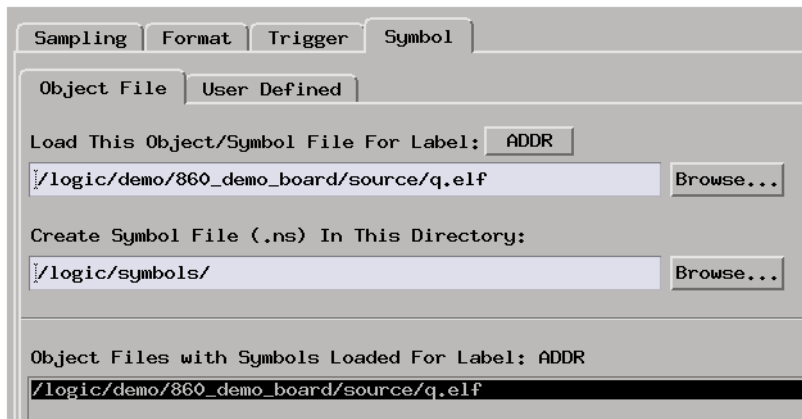 Sampling Format Trigger Symbol
Object File User Defined
Load This Object/Symbol File For Label: ADDR
/logic/demo/860_demo_board/source/q.elf Browse...
Create Symbol File (.ns) In This Directory:
/logic/symbols/ Browse...
Object Files with Symbols Loaded For Label: ADDR
/logic/demo/860_demo_board/source/q.elf